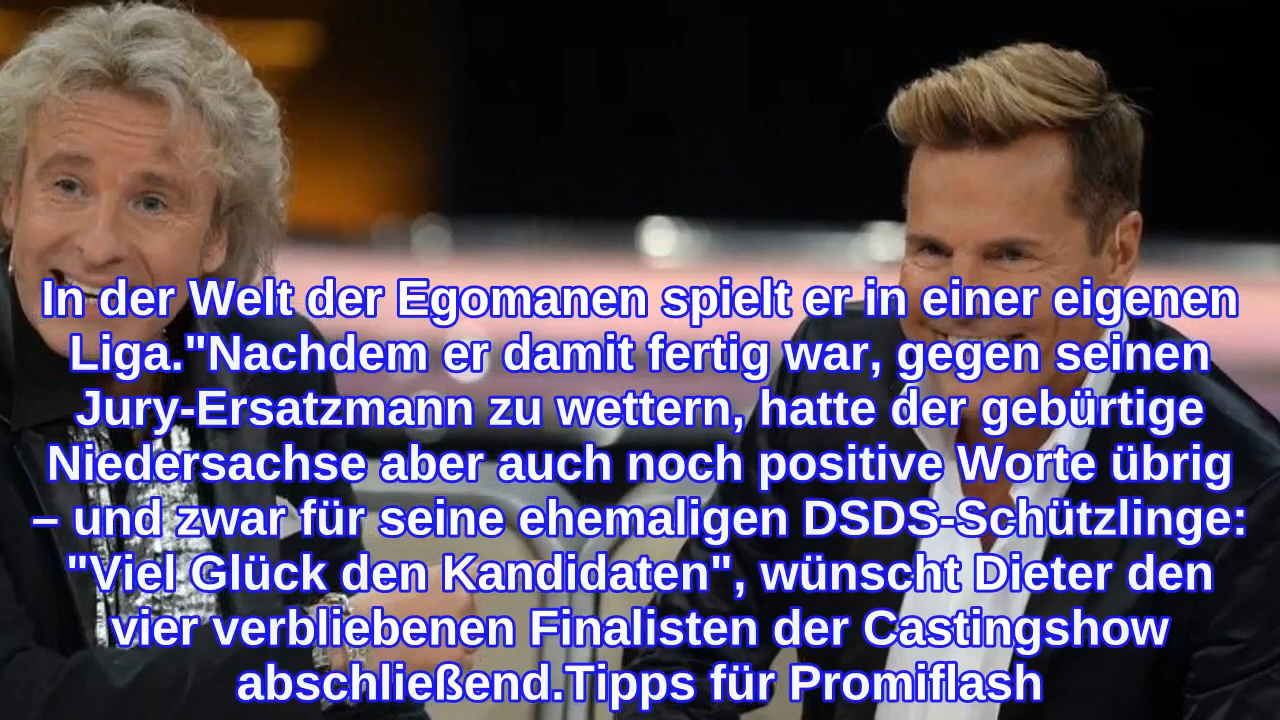 In der Welt der Egomanen spielt er in einer eigenen
Liga."Nachdem er damit fertig war, gegen seinen
Jury-Ersatzmann zu wettern, hatte der gebürtige
Niedersachse aber auch noch positive Worte übrig
– und zwar für seine ehemaligen DSDS-Schützlinge:
"Viel Glück den Kandidaten", wünscht Dieter den
vier verbliebenen Finalisten der Castingshow
abschließend.Tipps für Promiflash